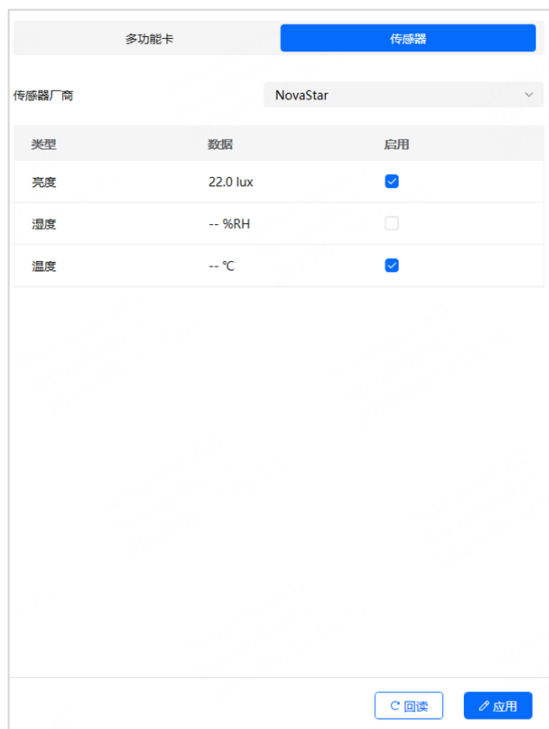 多功能卡 传感器
传感器厂商 NovaStar
类型 数据 启用
亮度 22.0 lux
湿度 -- %RH
温度 -- ℃
回读 应用